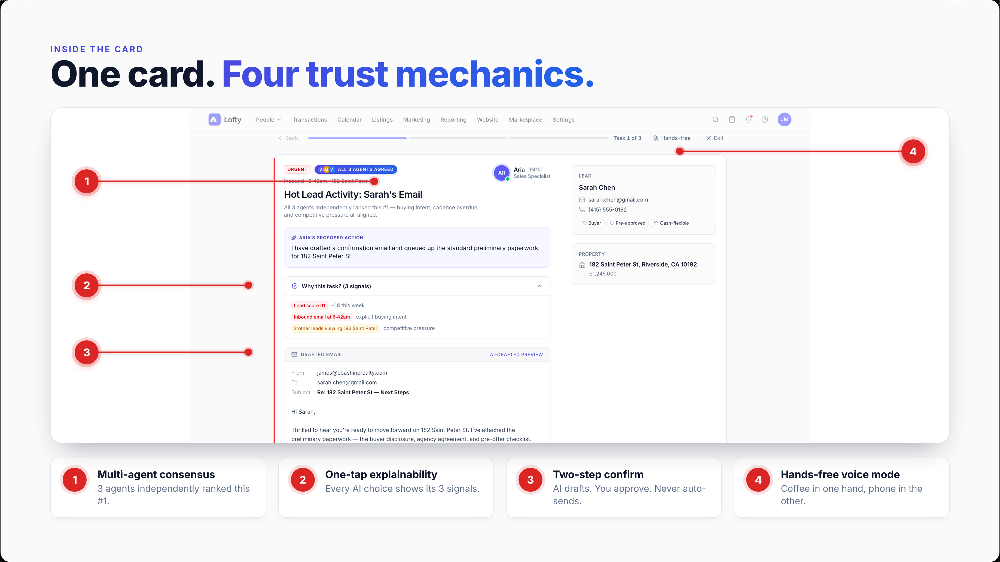 INSIDE THE CARD
One card. Four trust mechanics.
Lofty People Transactions Calendar Listings Marketing Reporting Website Marketplace Settings JM
Back Task 1 of 3 Hands-free Exit
4
1
URGENT A M V ALL 3 AGENTS AGREED
Inbound · 6:42am · 182 Saint Peter
AR Aria 94%
Sales Specialist
Hot Lead Activity: Sarah's Email
All 3 agents independently ranked this #1 — buying intent, cadence overdue,
and competitive pressure all aligned.
ARIA'S PROPOSED ACTION
I have drafted a confirmation email and queued up the standard preliminary paperwork
for 182 Saint Peter St.
2
Why this task? (3 signals)
Lead score 91 +18 this week
Inbound email at 6:42am explicit buying intent
2 other leads viewing 182 Saint Peter competitive pressure
3
DRAFTED EMAIL AI-DRAFTED PREVIEW
From james@coastlinerealty.com
To sarah.chen@gmail.com
Subject Re: 182 Saint Peter St — Next Steps
Hi Sarah,
Thrilled to hear you're ready to move forward on 182 Saint Peter St. I've attached the
preliminary paperwork — the buyer disclosure, agency agreement, and pre-offer checklist.
LEAD
Sarah Chen
sarah.chen@gmail.com
(415) 555-0182
Buyer Pre-approved Cash-flexible
PROPERTY
182 Saint Peter St, Riverside, CA 10192
$1,245,000
1 Multi-agent consensus
3 agents independently ranked this
#1.
2 One-tap explainability
Every AI choice shows its 3 signals.
3 Two-step confirm
AI drafts. You approve. Never auto-
sends.
4 Hands-free voice mode
Coffee in one hand, phone in the
other.